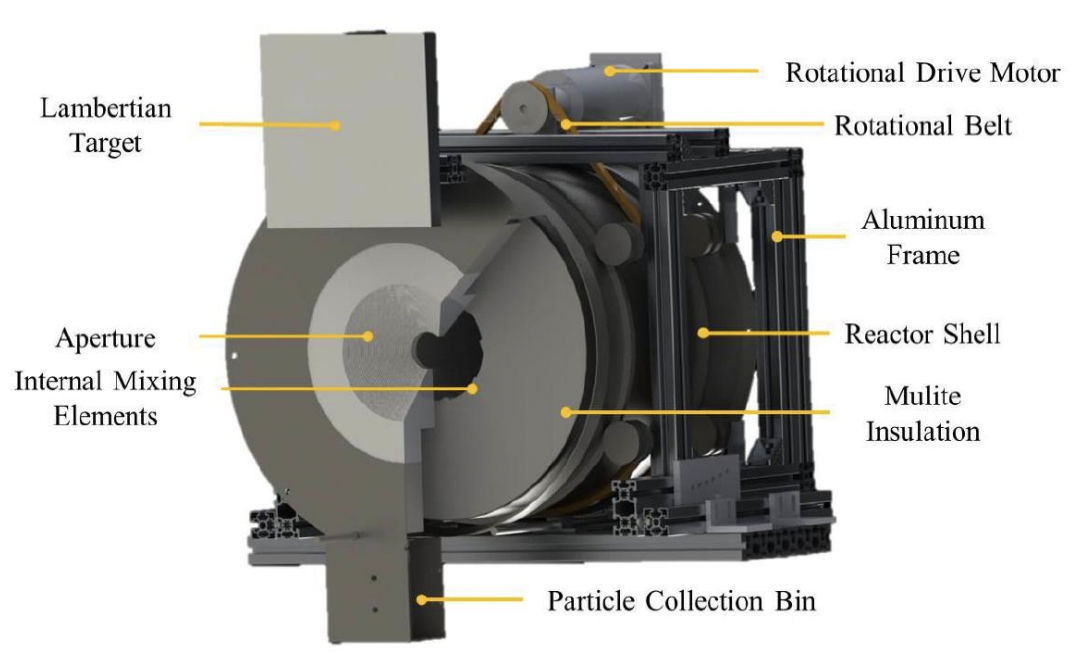 Rotational Drive Motor
Lambertian
Target
Rotational Belt
Aluminum
Frame
Aperture
Reactor Shell
Internal Mixing
Elements
Mulite
Insulation
Particle Collection Bin